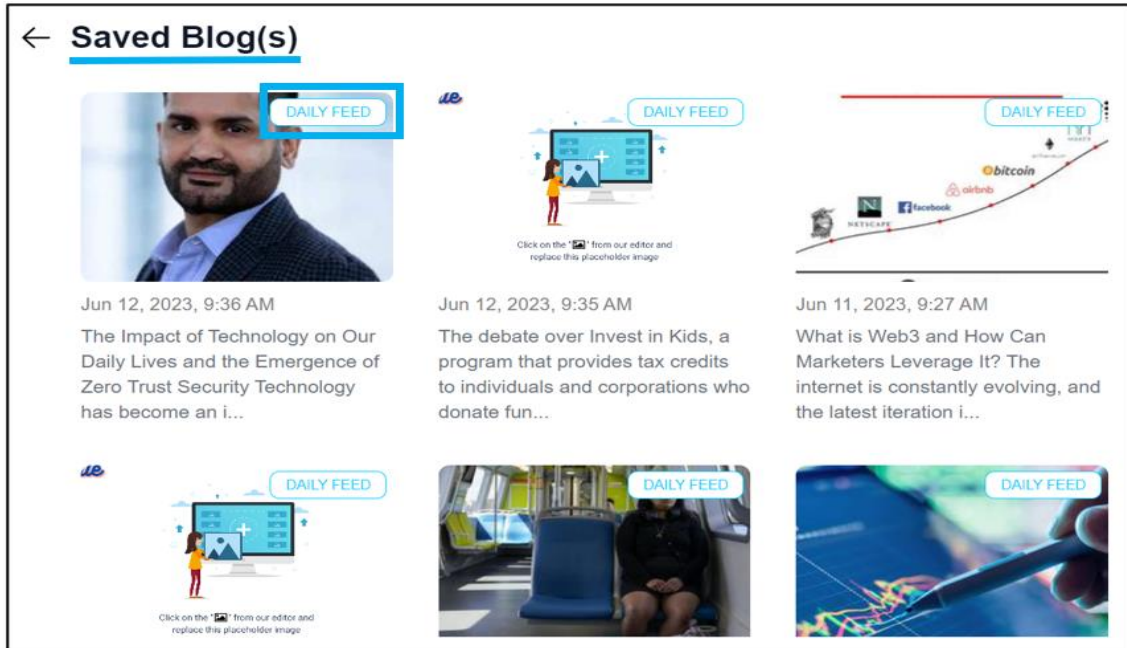 ← Saved Blog(s)
DAILY FEED
ue
DAILY FEED
Click on the " " from our editor and
replace this placeholder image
DAILY FEED
NETSCAPE
facebook
airbnb
bitcoin
Jun 12, 2023, 9:36 AM
The Impact of Technology on Our
Daily Lives and the Emergence of
Zero Trust Security Technology
has become an i...
Jun 12, 2023, 9:35 AM
The debate over Invest in Kids, a
program that provides tax credits
to individuals and corporations who
donate fun...
Jun 11, 2023, 9:27 AM
What is Web3 and How Can
Marketers Leverage It? The
internet is constantly evolving, and
the latest iteration i...
ue
DAILY FEED
Click on the " " from our editor and
replace this placeholder image
DAILY FEED
DAILY FEED